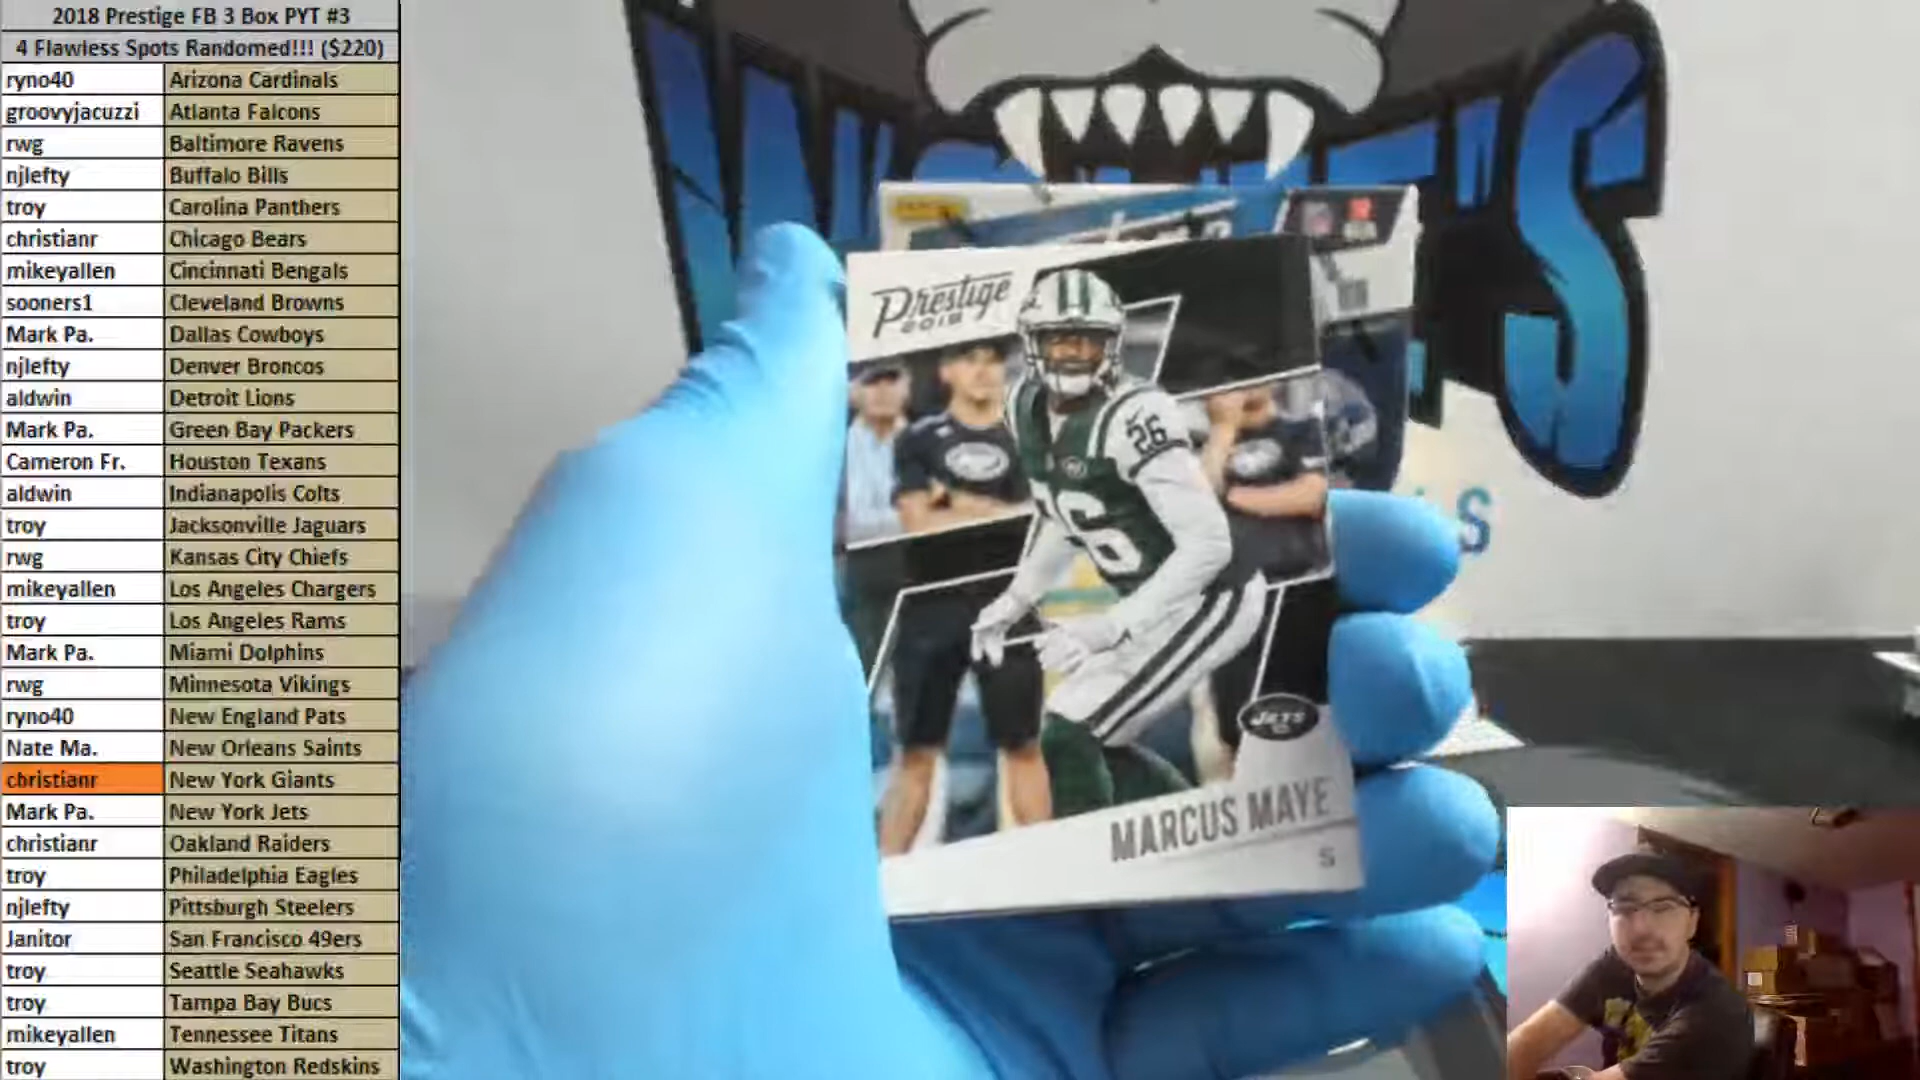 2018 Prestige FB 3 Box PYT #3
4 Flawless Spots Randomed!!! ($220)
ryno40 Arizona Cardinals
groovyjacuzzi Atlanta Falcons
rwg Baltimore Ravens
njlefty Buffalo Bills
troy Carolina Panthers
christianr Chicago Bears
mikeyallen Cincinnati Bengals
sooners1 Cleveland Browns
Mark Pa. Dallas Cowboys
njlefty Denver Broncos
aldwin Detroit Lions
Mark Pa. Green Bay Packers
Cameron Fr. Houston Texans
aldwin Indianapolis Colts
troy Jacksonville Jaguars
rwg Kansas City Chiefs
mikeyallen Los Angeles Chargers
troy Los Angeles Rams
Mark Pa. Miami Dolphins
rwg Minnesota Vikings
ryno40 New England Pats
Nate Ma. New Orleans Saints
christianr New York Giants
Mark Pa. New York Jets
christianr Oakland Raiders
troy Philadelphia Eagles
njlefty Pittsburgh Steelers
Janitor San Francisco 49ers
troy Seattle Seahawks
troy Tampa Bay Bucs
mikeyallen Tennessee Titans
troy Washington Redskins
Prestige
2018
26
26
JETS
MARCUS MAYE
S